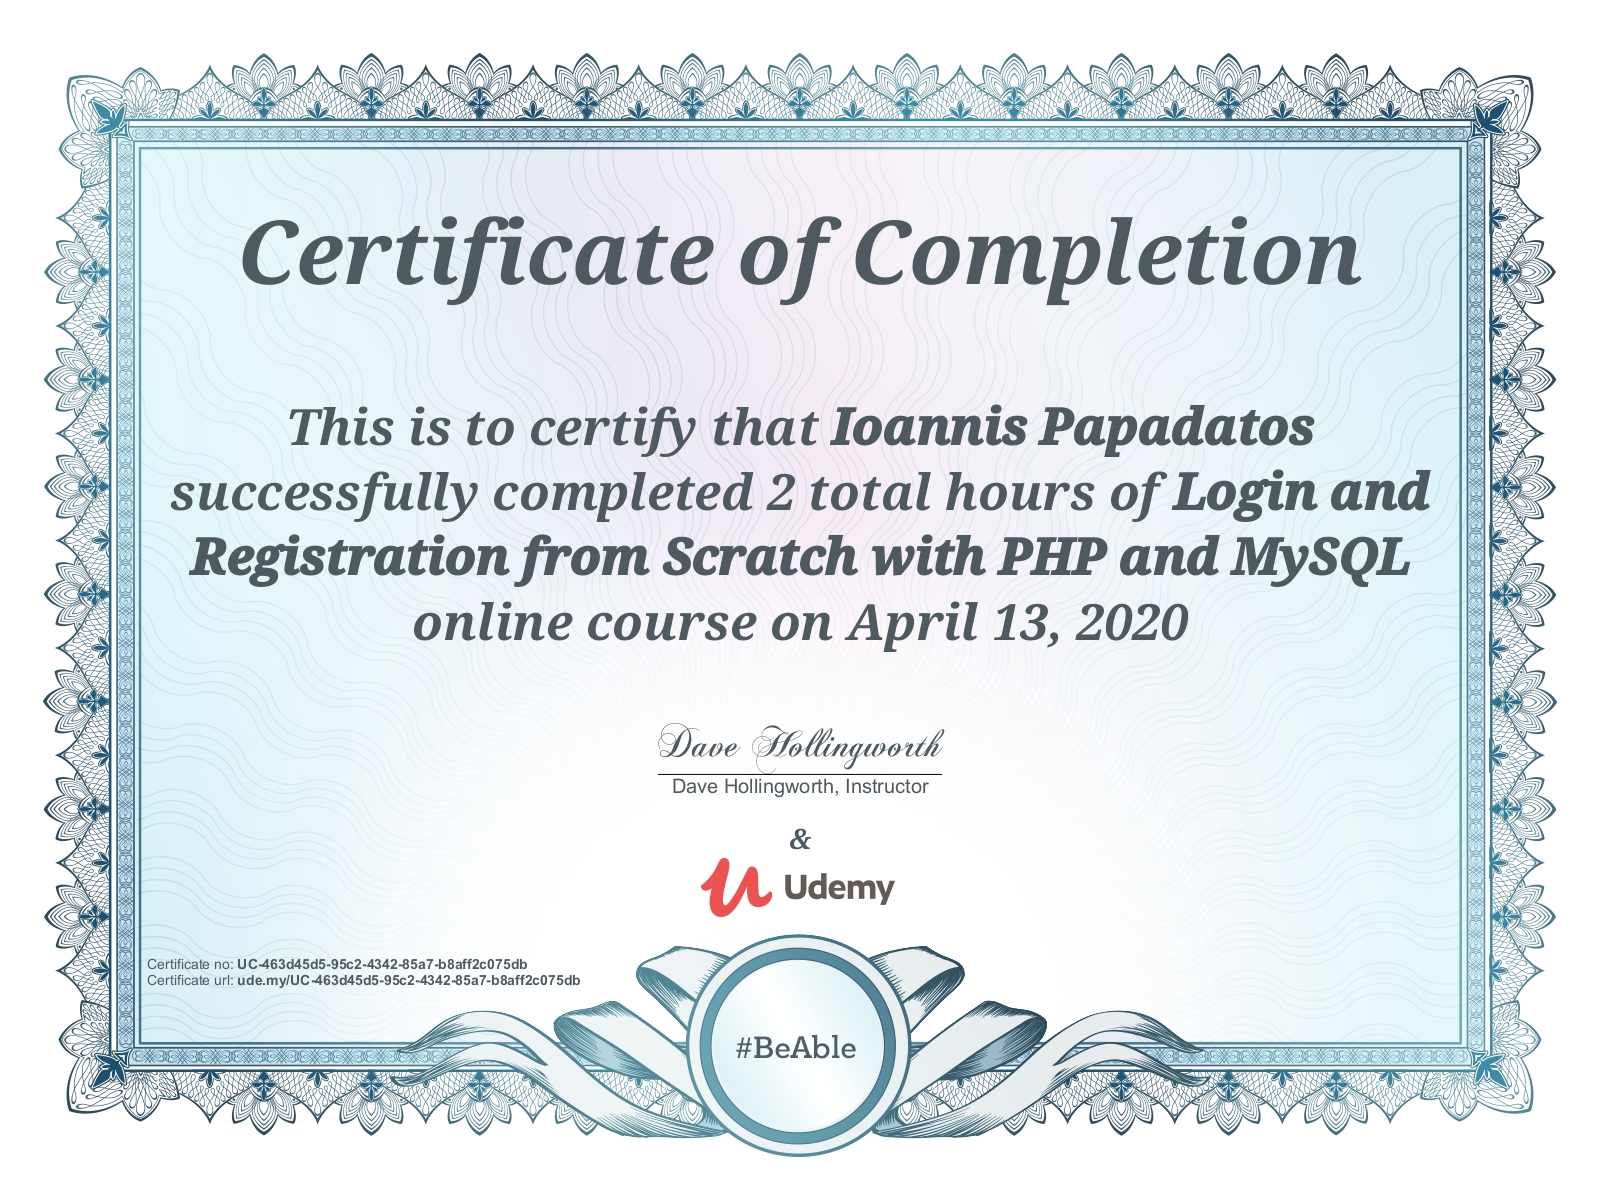 Certificate of Completion
This is to certify that Ioannis Papadatos
successfully completed 2 total hours of Login and
Registration from Scratch with PHP and MySQL
online course on April 13, 2020
Dave Hollingworth
Dave Hollingworth, Instructor
&
Udemy
Certificate no: UC-463d45d5-95c2-4342-85a7-b8aff2c075db
Certificate url: ude.my/UC-463d45d5-95c2-4342-85a7-b8aff2c075db
#BeAble